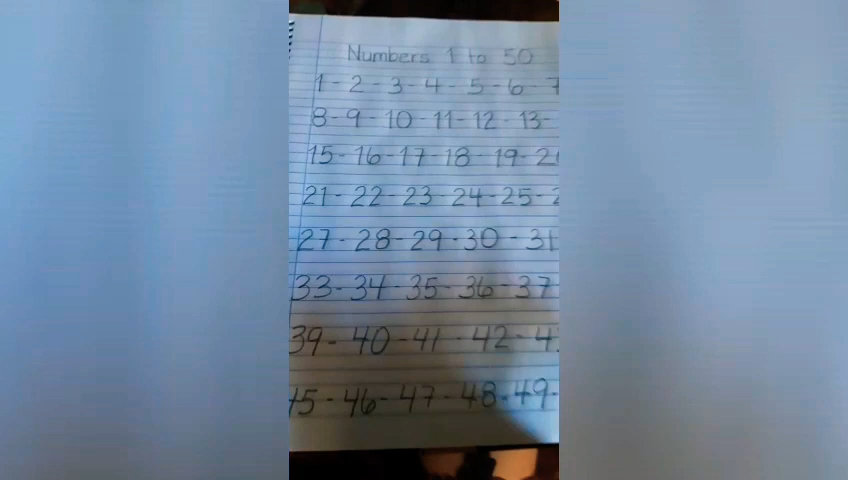 Numbers 1 to 50
1 - 2 - 3 - 4 - 5 - 6 - 7
8 - 9 - 10 - 11 - 12 - 13 -
15 - 16 - 17 - 18 - 19 -
21 - 22 - 23 - 24 - 25 -
27 - 28 - 29 - 30 - 31
33 - 34 - 35 - 36 - 37
39 - 40 - 41 - 42 -
- 46 - 47 - 48 - 49 -